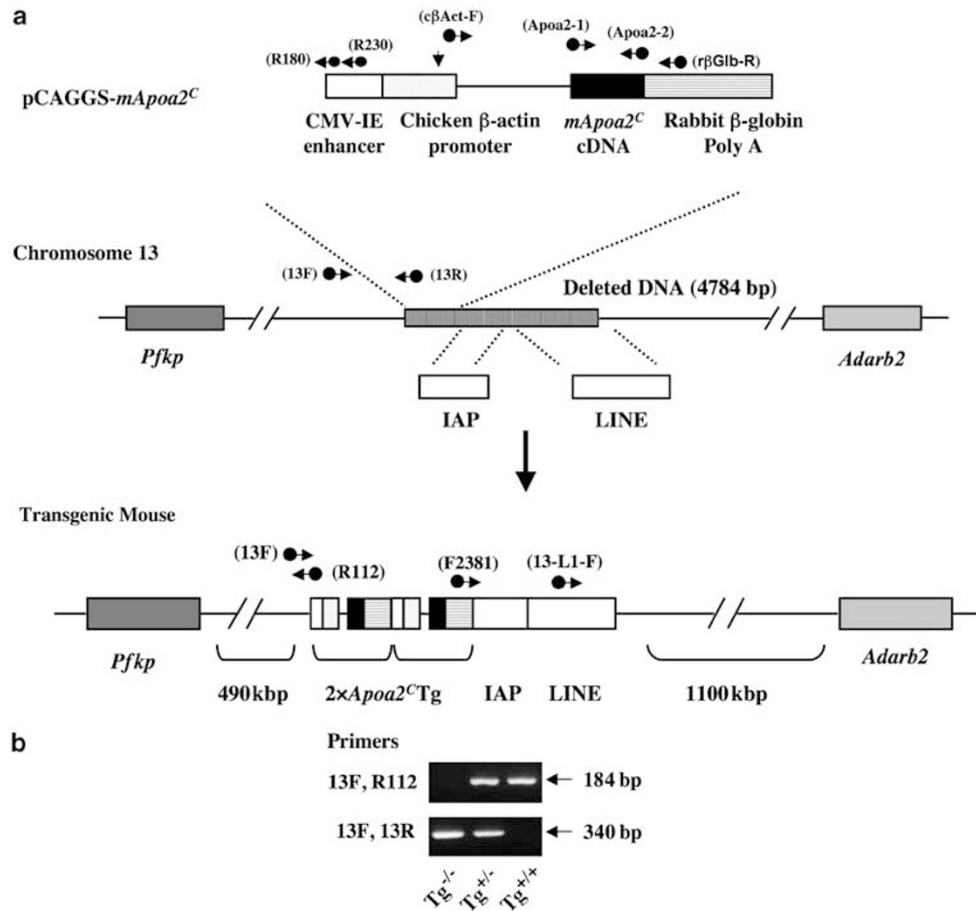 a
(cβAct-F)
(Apoa2-1)
(Apoa2-2)
(R180)
(R230)
(rβGlb-R)
pCAGGS-mApoa2ᶜ
CMV-IE enhancer
Chicken β-actin promoter
mApoa2ᶜ cDNA
Rabbit β-globin Poly A
Chromosome 13
(13F)
(13R)
Deleted DNA (4784 bp)
Pfkp
Adarb2
IAP
LINE
Transgenic Mouse
(13F)
(R112)
(F2381)
(13-L1-F)
Pfkp
Adarb2
490 kbp
2×Apoa2ᶜTg
IAP
LINE
1100 kbp
b
Primers
13F, R112
184 bp
13F, 13R
340 bp
Tg⁻/⁻
Tg⁺/⁻
Tg⁺/⁺